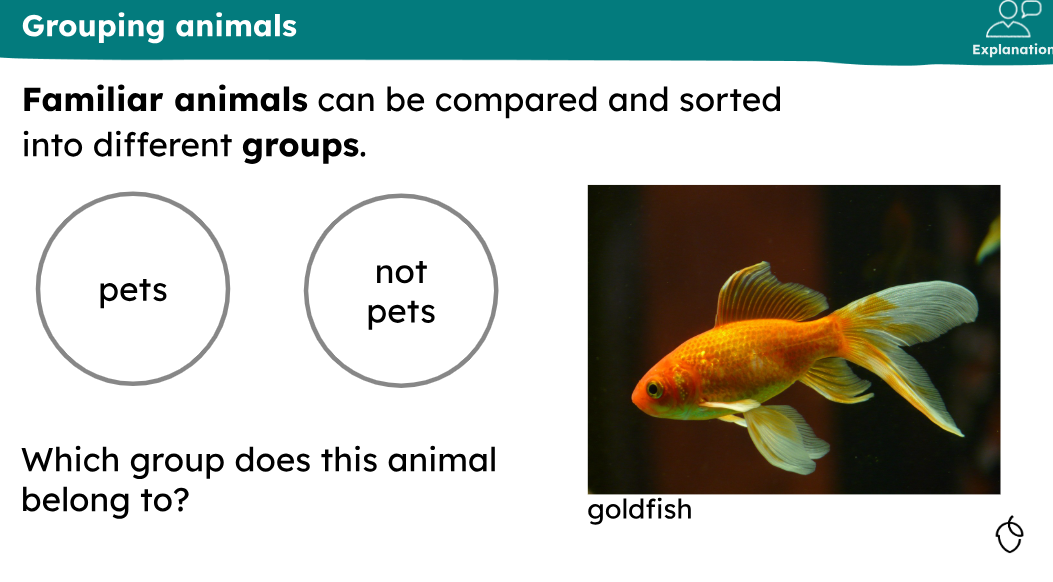 Grouping animals
Explanation
Familiar animals can be compared and sorted
into different groups.
pets
not
pets
Which group does this animal
belong to?
goldfish